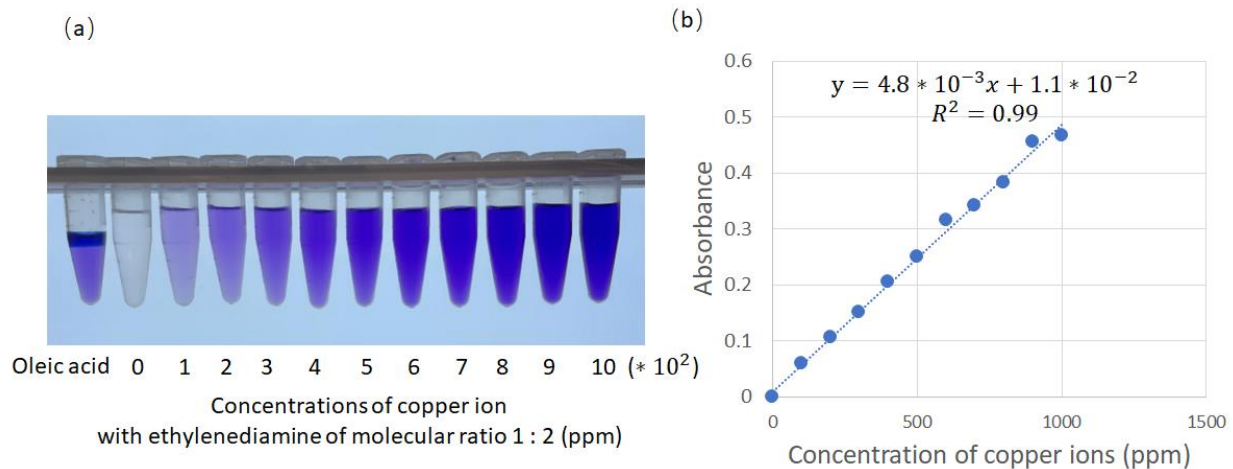 (a)
Oleic acid 0 1 2 3 4 5 6 7 8 9 10 (* 10²)
Concentrations of copper ion
with ethylenediamine of molecular ratio 1 : 2 (ppm)
(b)
0.6
0.5
0.4
0.3
0.2
0.1
0
y = 4.8 * 10⁻³x + 1.1 * 10⁻²
R² = 0.99
Absorbance
0 500 1000 1500
Concentration of copper ions (ppm)